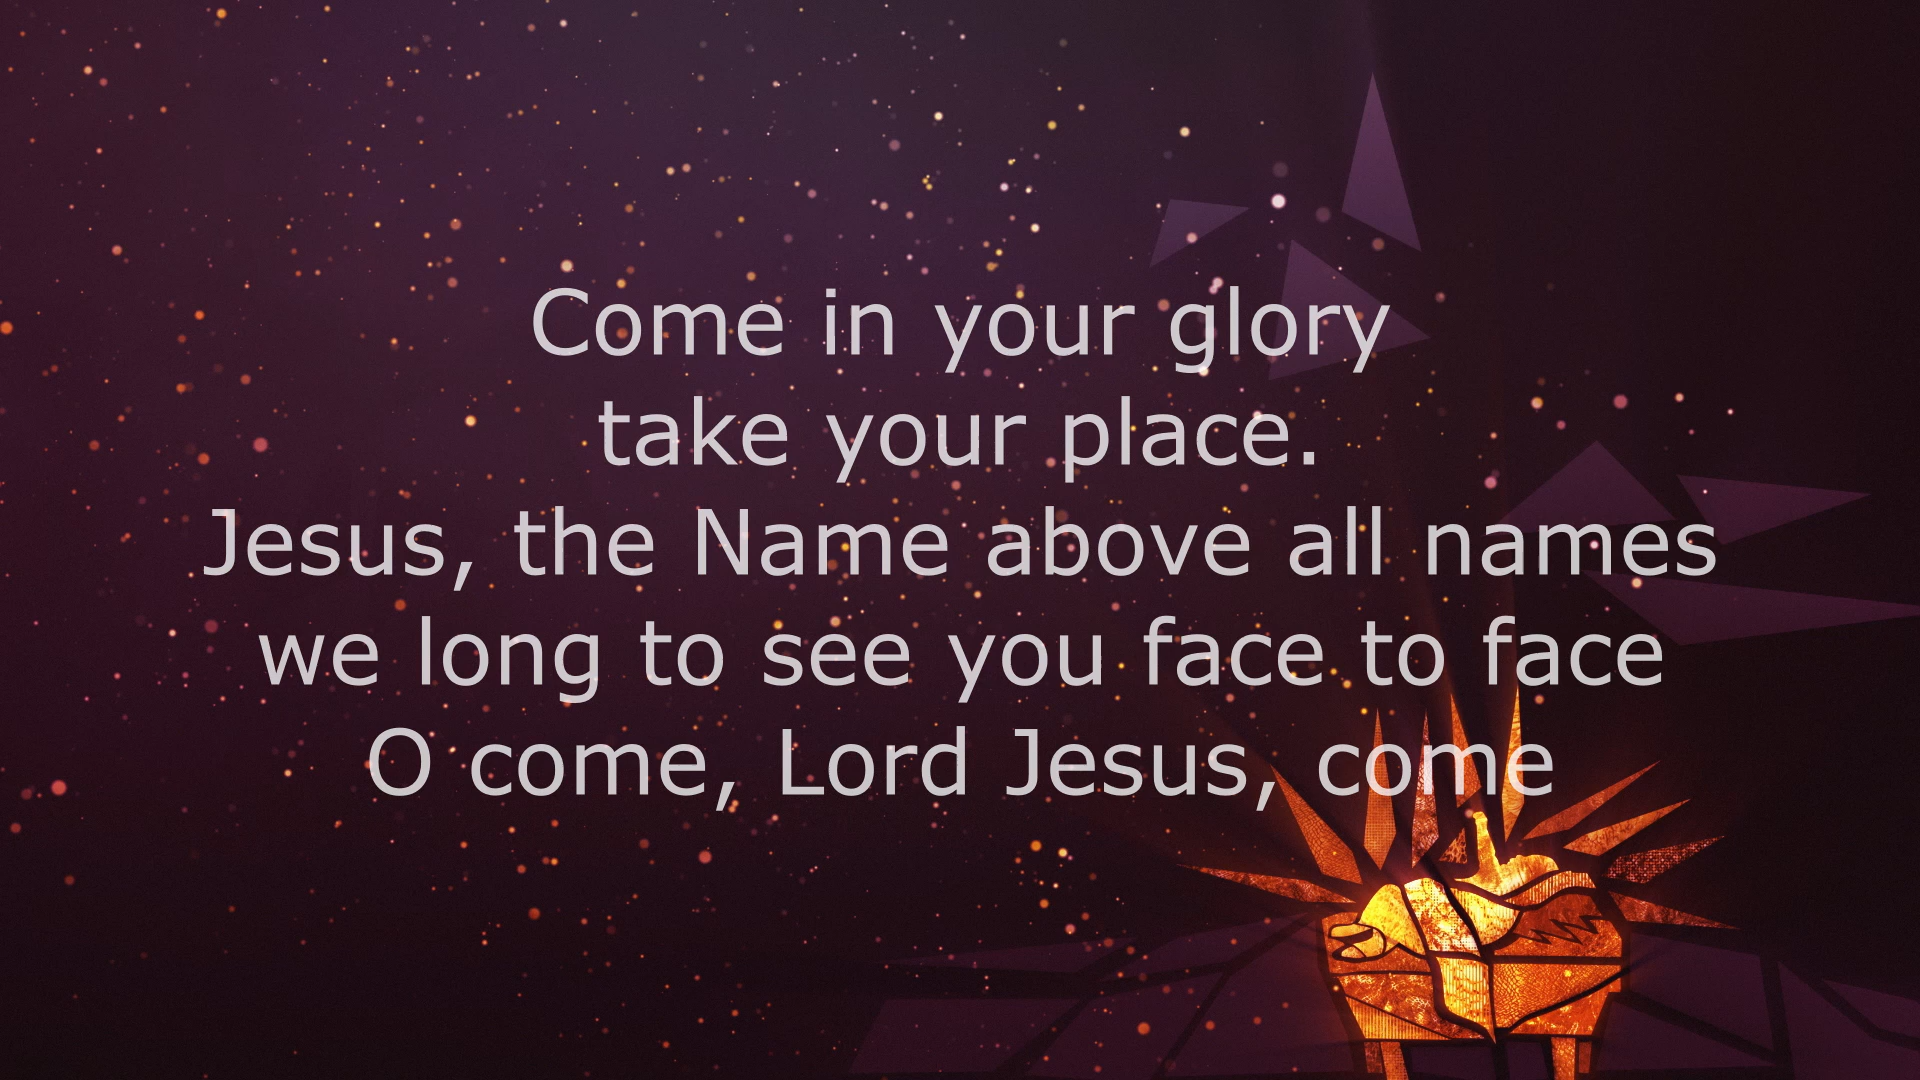 Come in your glory
take your place.
Jesus, the Name above all names
we long to see you face to face
O come, Lord Jesus, come